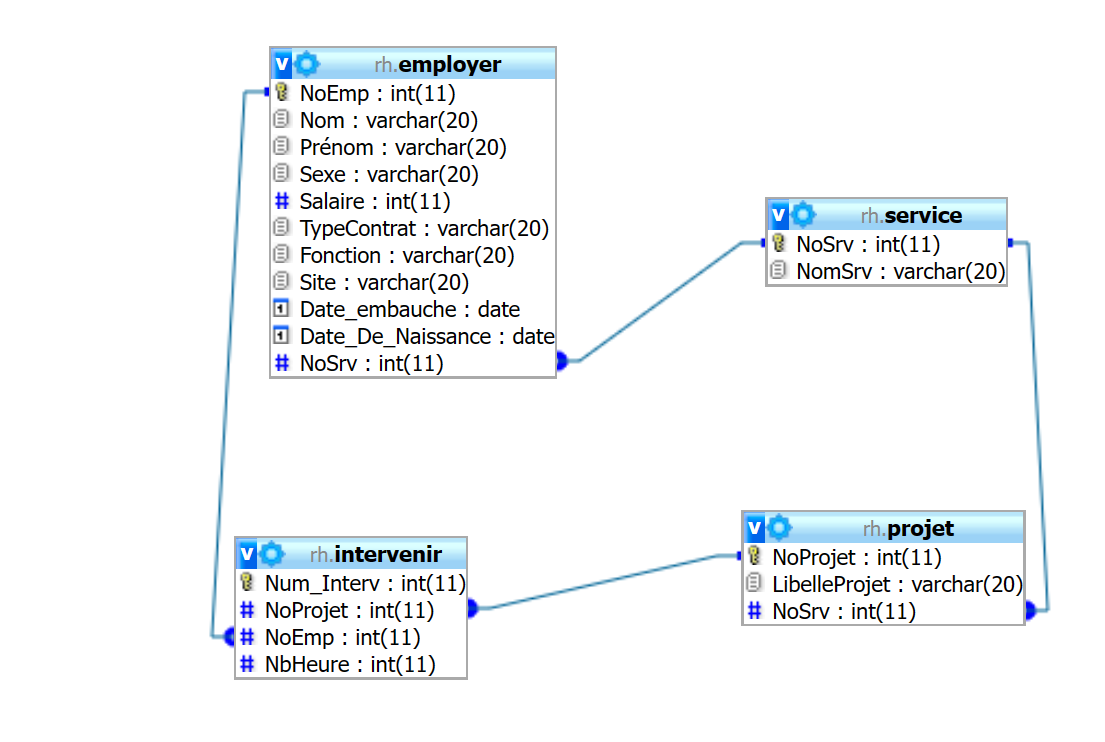 v rh.employer
NoEmp : int(11)
Nom : varchar(20)
Prénom : varchar(20)
Sexe : varchar(20)
# Salaire : int(11)
TypeContrat : varchar(20)
Fonction : varchar(20)
Site : varchar(20)
Date_embauche : date
Date_De_Naissance : date
# NoSrv : int(11)
v rh.service
NoSrv : int(11)
NomSrv : varchar(20)
v rh.intervenir
Num_Interv : int(11)
# NoProjet : int(11)
# NoEmp : int(11)
# NbHeure : int(11)
v rh.projet
NoProjet : int(11)
LibelleProjet : varchar(20)
# NoSrv : int(11)